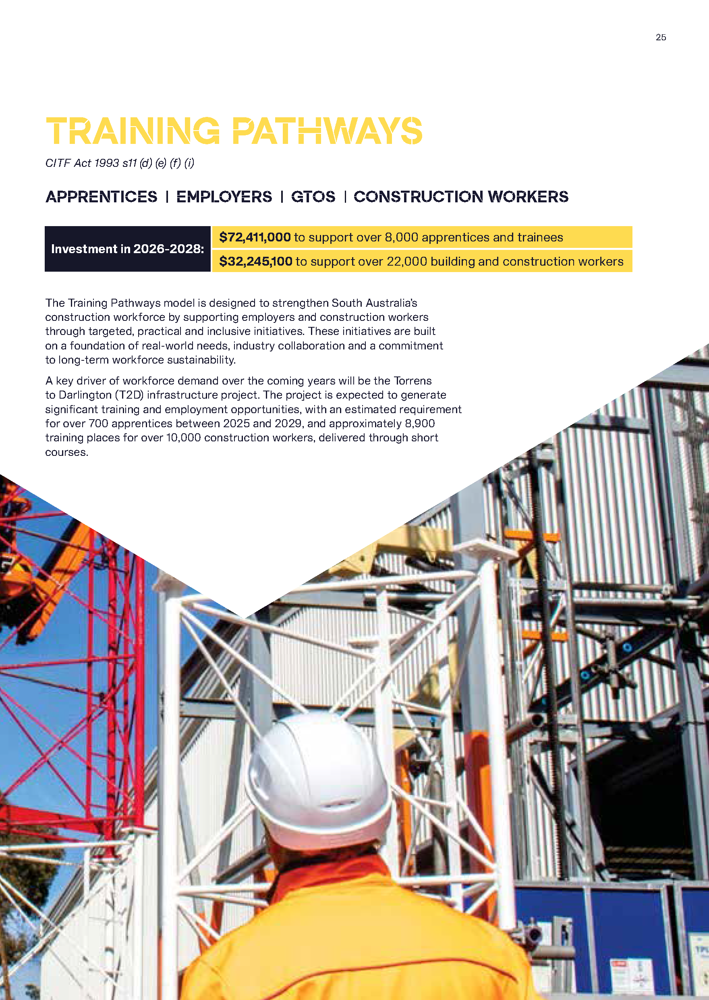 25
TRAINING PATHWAYS
CITF Act 1993 s11 (d) (e) (f) (i)
APPRENTICES | EMPLOYERS | GTOS | CONSTRUCTION WORKERS
Investment in 2026-2028:
$72,411,000 to support over 8,000 apprentices and trainees
$32,245,100 to support over 22,000 building and construction workers
The Training Pathways model is designed to strengthen South Australia’s
construction workforce by supporting employers and construction workers
through targeted, practical and inclusive initiatives. These initiatives are built
on a foundation of real-world needs, industry collaboration and a commitment
to long-term workforce sustainability.
A key driver of workforce demand over the coming years will be the Torrens
to Darlington (T2D) infrastructure project. The project is expected to generate
significant training and employment opportunities, with an estimated requirement
for over 700 apprentices between 2025 and 2029, and approximately 8,900
training places for over 10,000 construction workers, delivered through short
courses.